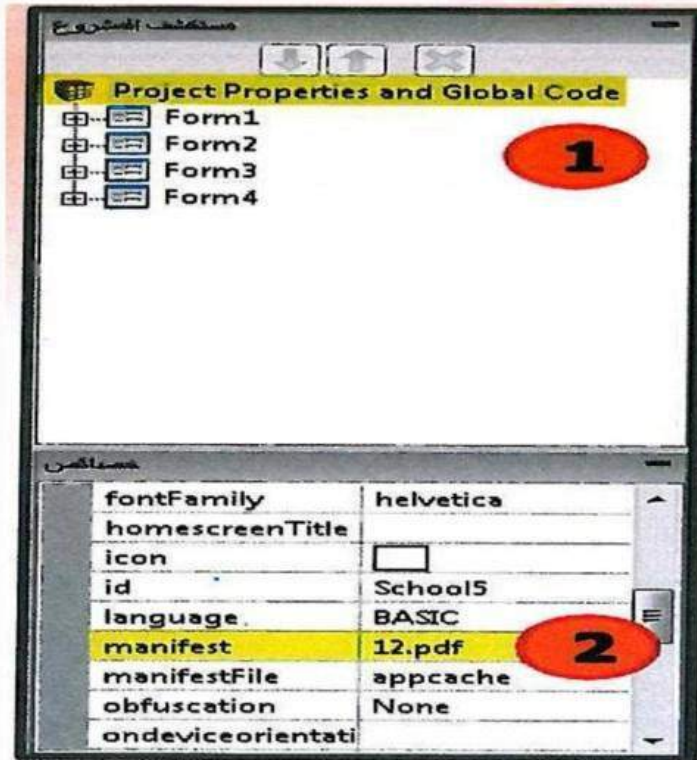 مستكشف المشروع
Project Properties and Global Code
Form1
Form2
Form3
Form4
1
خصائص
fontFamily helvetica
homescreenTitle
icon
id School5
language BASIC
manifest 12.pdf
2
manifestFile appcache
obfuscation None
ondeviceorientati